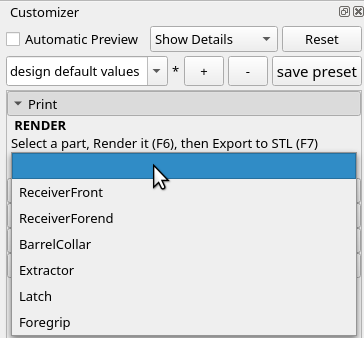 Customizer
Automatic Preview
Show Details
Reset
design default values
*
+
-
save preset
Print
RENDER
Select a part, Render it (F6), then Export to STL (F7)
ReceiverFront
ReceiverForend
BarrelCollar
Extractor
Latch
Foregrip